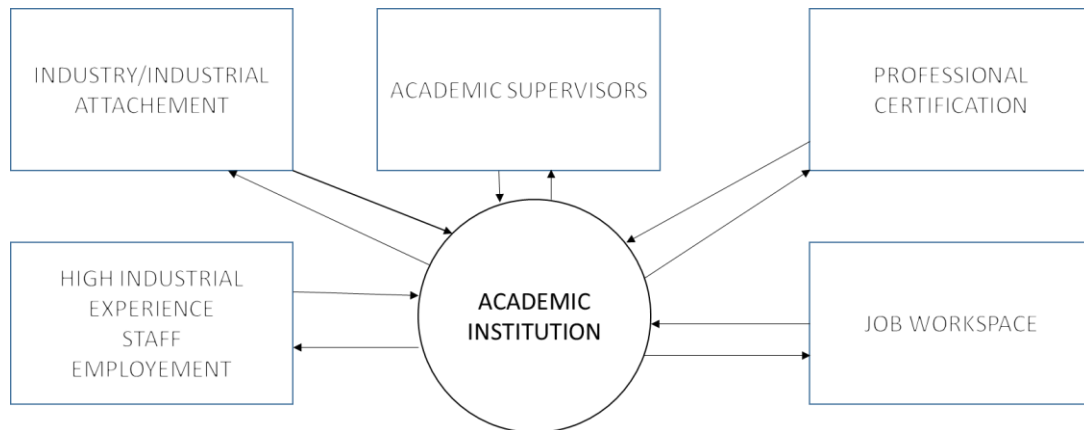 INDUSTRY/INDUSTRIAL
ATTACHEMENT
ACADEMIC SUPERVISORS
PROFESSIONAL
CERTIFICATION
HIGH INDUSTRIAL
EXPERIENCE
STAFF
EMPLOYEMENT
ACADEMIC
INSTITUTION
JOB WORKSPACE